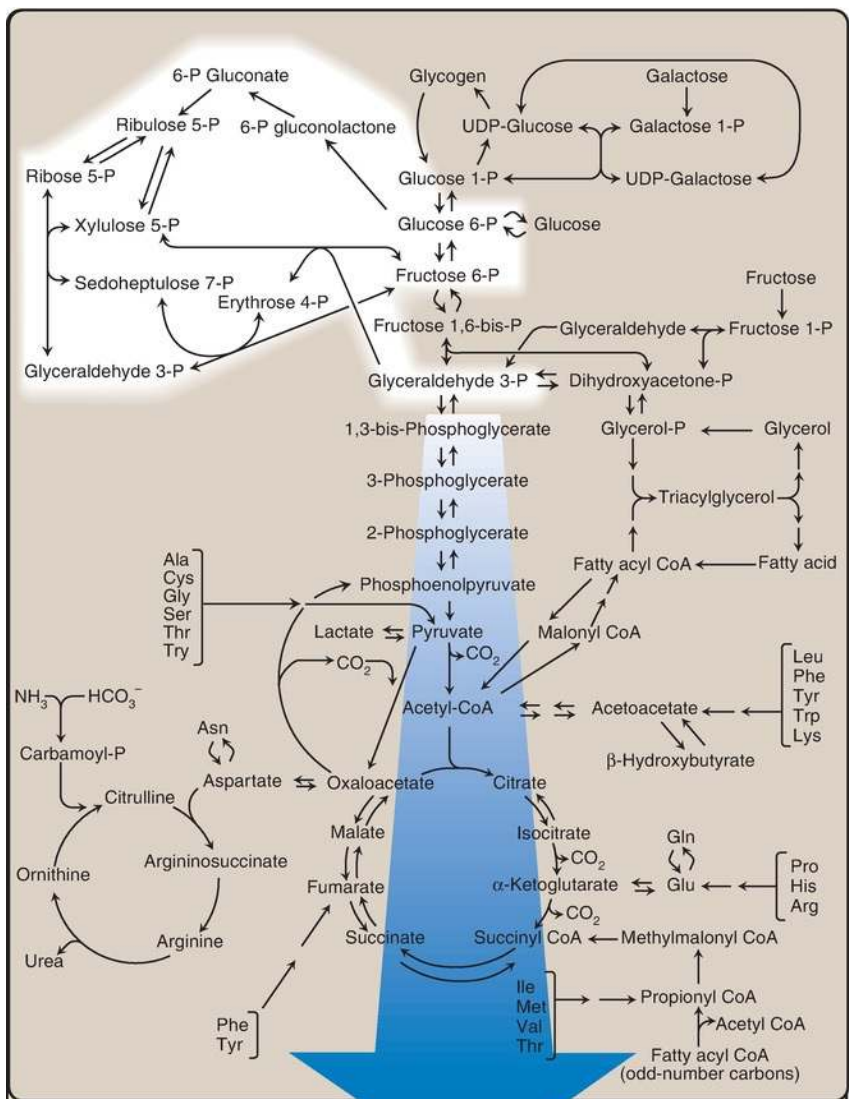 6-P Gluconate
Glycogen
Galactose
Ribulose 5-P
6-P gluconolactone
UDP-Glucose
Galactose 1-P
Ribose 5-P
Glucose 1-P
UDP-Galactose
Xylulose 5-P
Glucose 6-P
Glucose
Sedoheptulose 7-P
Erythrose 4-P
Fructose 6-P
Fructose
Fructose 1,6-bis-P
Glyceraldehyde
Fructose 1-P
Glyceraldehyde 3-P
Glyceraldehyde 3-P
Dihydroxyacetone-P
1,3-bis-Phosphoglycerate
Glycerol-P
Glycerol
3-Phosphoglycerate
Triacylglycerol
2-Phosphoglycerate
Ala
Cys
Gly
Ser
Thr
Try
Phosphoenolpyruvate
Fatty acyl CoA
Fatty acid
Lactate
Pyruvate
Malonyl CoA
CO₂
CO₂
Leu
Phe
Tyr
Trp
Lys
NH₃
HCO₃⁻
Acetyl-CoA
Acetoacetate
Asn
Carbamoyl-P
β-Hydroxybutyrate
Aspartate
Oxaloacetate
Citrate
Citrulline
Malate
Isocitrate
Gln
Argininosuccinate
CO₂
Ornithine
Fumarate
α-Ketoglutarate
Glu
Pro
His
Arg
CO₂
Arginine
Succinate
Succinyl CoA
Methylmalonyl CoA
Urea
Ile
Met
Val
Thr
Propionyl CoA
Phe
Tyr
Acetyl CoA
Fatty acyl CoA
(odd-number carbons)